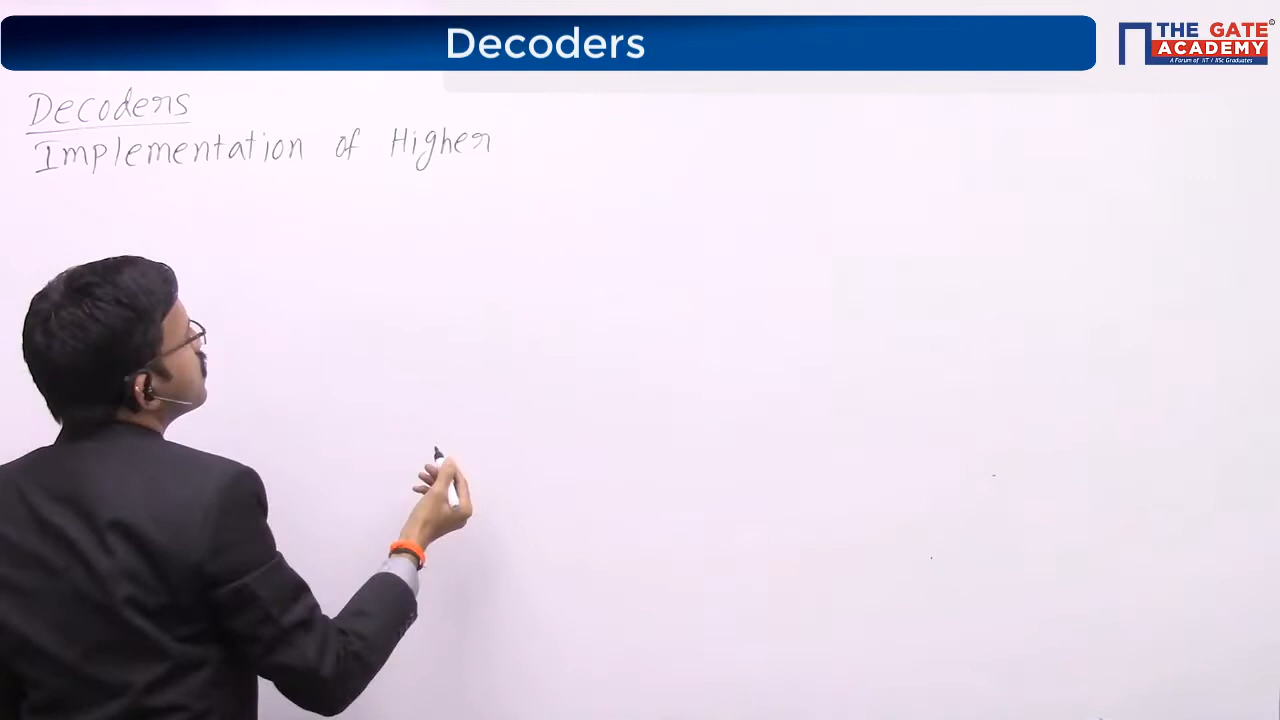 Decoders
THE GATE
ACADEMY
A Forum of IIT / IISc Graduates
Decoders
Implementation of Higher